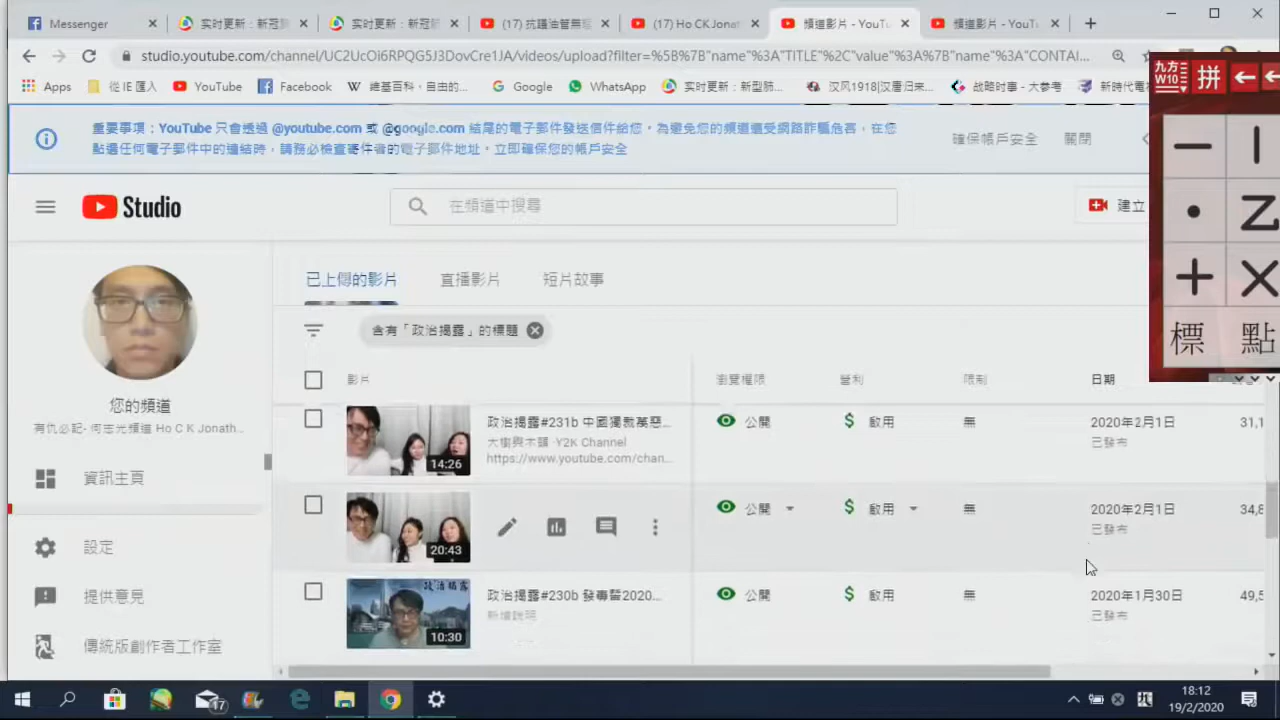 Messenger
实时更新：新冠
实时更新：新冠
(17) 抗議油管無
(17) Ho CK Jonat
頻道影片 - YouTu
頻道影片 - YouTu
studio.youtube.com/channel/UC2UcOi6RPQG5J3DovCre1JA/videos/upload?filter=%5B%7B"name"%3A"TITLE"%2C"value"%3A%7B"name"%3A"CONTAI...
Apps
從 IE 匯入
YouTube
Facebook
維基百科，自由的...
Google
WhatsApp
实时更新：新型肺...
汉风1918|汉曹归来...
战略时事 - 大参考
新時代電
九方
W10
拼
重要事項：YouTube 只會透過 @youtube.com 或 @google.com 結尾的電子郵件發送信件給您。為避免您的頻道遭受網路詐騙危害，在您
點選任何電子郵件中的連結時，請務必檢查寄件者的電子郵件地址。立即確保您的帳戶安全
確保帳戶安全
關閉
Studio
在頻道中搜尋
建立
標
點
已上傳的影片
直播影片
短片故事
含有「政治揭露」的標題
影片
瀏覽權限
營利
限制
日期
您的頻道
有仇必記- 何志光頻道 Ho C K Jonath...
資訊主頁
設定
提供意見
傳統版創作者工作室
14:26
政治揭露#231b 中國獨裁萬惡...
大樹與木頭 -Y2K Channel
https://www.youtube.com/chan...
公開
啟用
無
2020年2月1日
已發布
31,1
20:43
公開
啟用
無
2020年2月1日
已發布
34,8
政治揭露
10:30
政治揭露#230b 發專醫2020...
新增說明
公開
啟用
無
2020年1月30日
已發布
49,5
17
18:12
19/2/2020